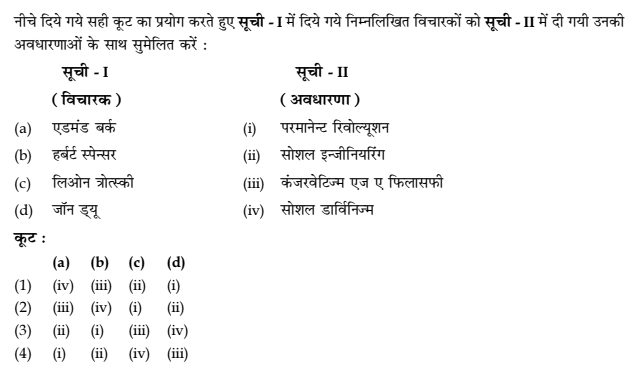 नीचे दिये गये सही कूट का प्रयोग करते हुए सूची - I में दिये गये निम्नलिखित विचारकों को सूची - II में दी गयी उनकी
अवधारणाओं के साथ सुमेलित करें :
सूची - I सूची - II
( विचारक ) ( अवधारणा )
(a) एडमंड बर्क (i) परमानेन्ट रिवोल्यूशन
(b) हर्बर्ट स्पेन्सर (ii) सोशल इन्जीनियरिंग
(c) लिओन त्रोत्स्की (iii) कंजरवेटिज्म एज ए फिलासफी
(d) जॉन ड्यू (iv) सोशल डार्विनिज्म
कूट :
(a) (b) (c) (d)
(1) (iv) (iii) (ii) (i)
(2) (iii) (iv) (i) (ii)
(3) (ii) (i) (iii) (iv)
(4) (i) (ii) (iv) (iii)